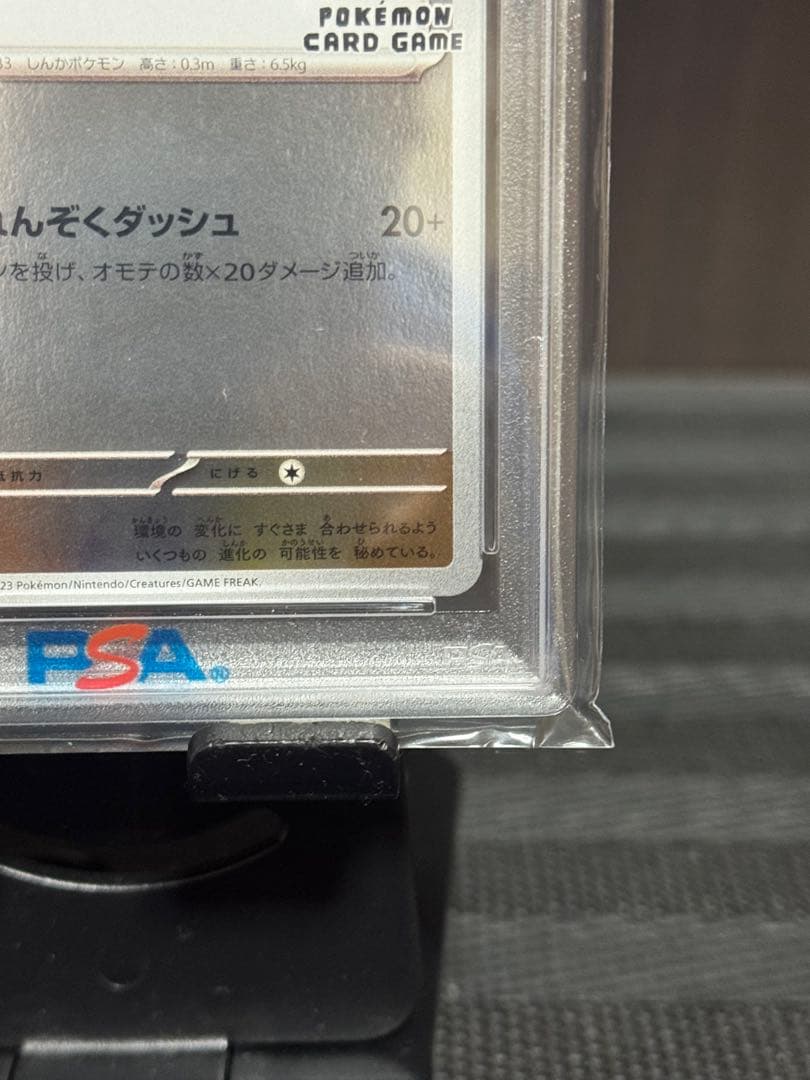 POKÉMON
CARD GAME
33 しんかポケモン 高さ:0.3m 重さ:6.5kg
んぞくダッシュ 20+
を投げ、オモテの数×20ダメージ追加。
抗力 にげる
環境の 変化に すぐさま 合わせられるよう
いくつもの 進化の 可能性を 秘めている。
23 Pokémon/Nintendo/Creatures/GAME FREAK.
PSA